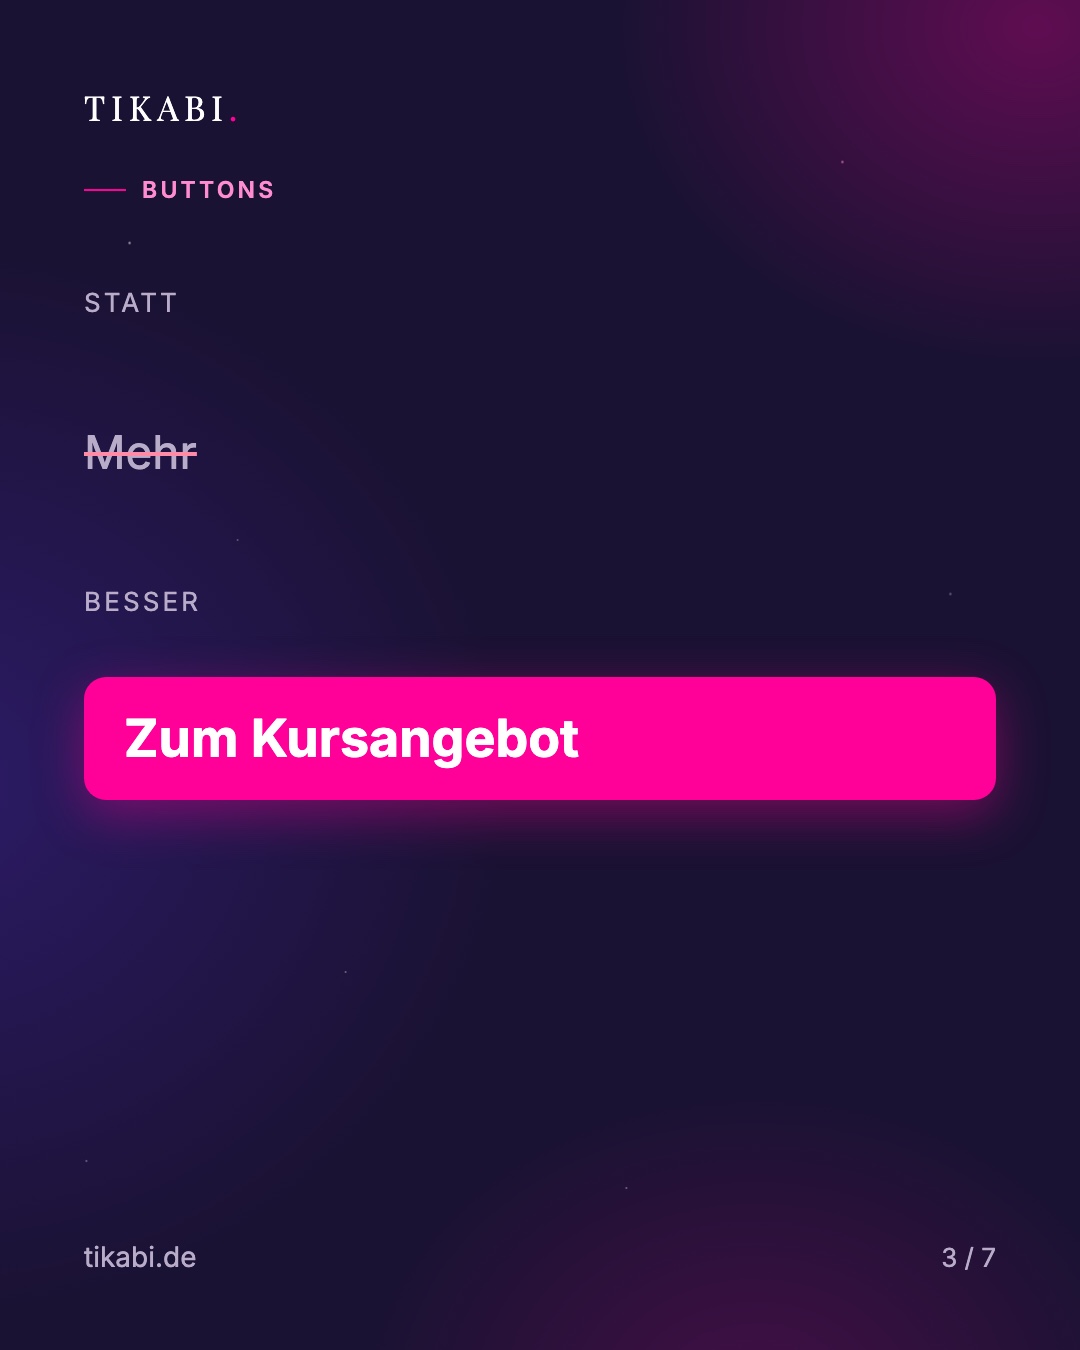 TIKABI.
BUTTONS
STATT
Mehr
BESSER
Zum Kursangebot
tikabi.de
3 / 7